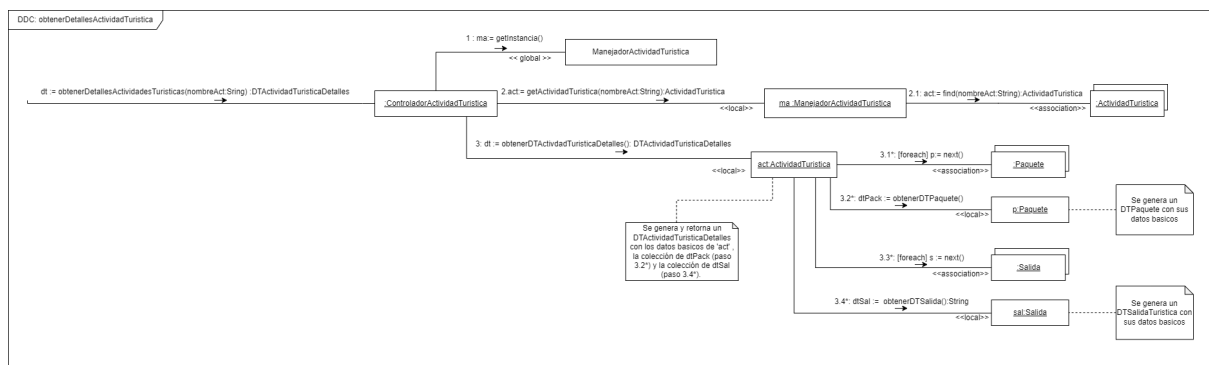 DDC: obtenerDetallesActividadTuristica
1 : ma:= getInstancia()
<< global >>
ManejadorActividadTuristica
dt := obtenerDetallesActividadesTuristicas(nombreAct:Sring) :DTActividadTuristicaDetalles
:ControladorActividadTuristica
2.act:= getActividadTuristica(nombreAct:String):ActividadTuristica
<<local>>
ma :ManejadorActividadTuristica
2.1: act:= find(nombreAct:String):ActividadTuristica
<<association>>
:ActividadTuristica
3: dt := obtenerDTActivdadTuristicaDetalles(): DTActividadTuristicaDetalles
<<local>>
act:ActividadTuristica
3.1*: [foreach] p:= next()
<<association>>
:Paquete
3.2*: dtPack := obtenerDTPaquete()
<<local>>
p:Paquete
Se genera un
DTPaquete con sus
datos basicos
Se genera y retorna un
DTActividadTuristicaDetalles
con los datos basicos de 'act' ,
la colección de dtPack (paso
3.2*) y la colección de dtSal
(paso 3.4*).
3.3*: [foreach] s := next()
<<association>>
:Salida
3.4*: dtSal := obtenerDTSalida():String
<<local>>
sal:Salida
Se genera un
DTSalidaTuristica con
sus datos basicos